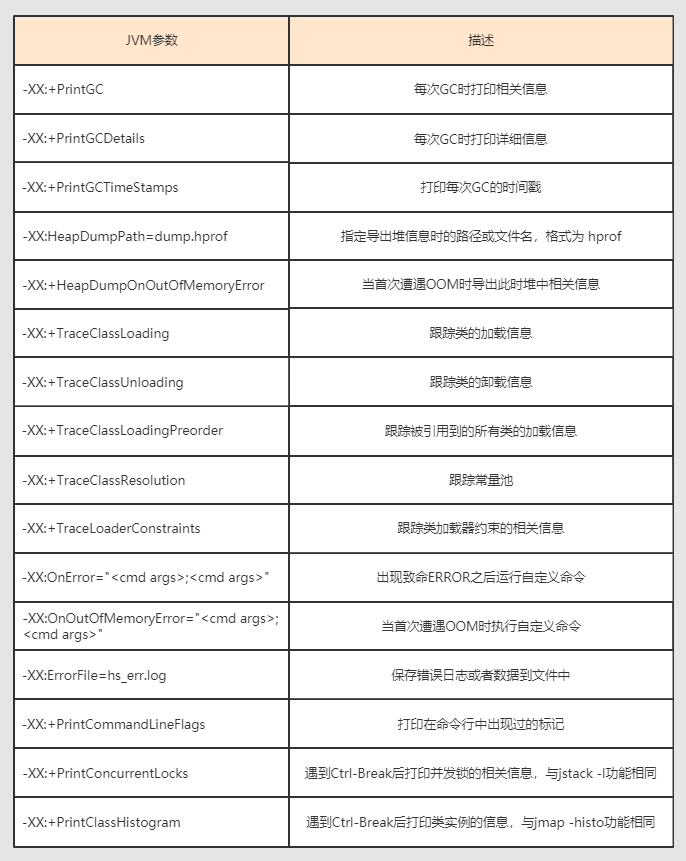 JVM参数 描述
-XX:+PrintGC 每次GC时打印相关信息
-XX:+PrintGCDetails 每次GC时打印详细信息
-XX:+PrintGCTimeStamps 打印每次GC的时间戳
-XX:HeapDumpPath=dump.hprof 指定导出堆信息时的路径或文件名，格式为 hprof
-XX:+HeapDumpOnOutOfMemoryError 当首次遭遇OOM时导出此时堆中相关信息
-XX:+TraceClassLoading 跟踪类的加载信息
-XX:+TraceClassUnloading 跟踪类的卸载信息
-XX:+TraceClassLoadingPreorder 跟踪被引用到的所有类的加载信息
-XX:+TraceClassResolution 跟踪常量池
-XX:+TraceLoaderConstraints 跟踪类加载器约束的相关信息
-XX:OnError="<cmd args>;<cmd args>" 出现致命ERROR之后运行自定义命令
-XX:OnOutOfMemoryError="<cmd args>;
<cmd args>" 当首次遭遇OOM时执行自定义命令
-XX:ErrorFile=hs_err.log 保存错误日志或者数据到文件中
-XX:+PrintCommandLineFlags 打印在命令行中出现过的标记
-XX:+PrintConcurrentLocks 遇到Ctrl-Break后打印并发锁的相关信息，与jstack -l功能相同
-XX:+PrintClassHistogram 遇到Ctrl-Break后打印类实例的信息，与jmap -histo功能相同